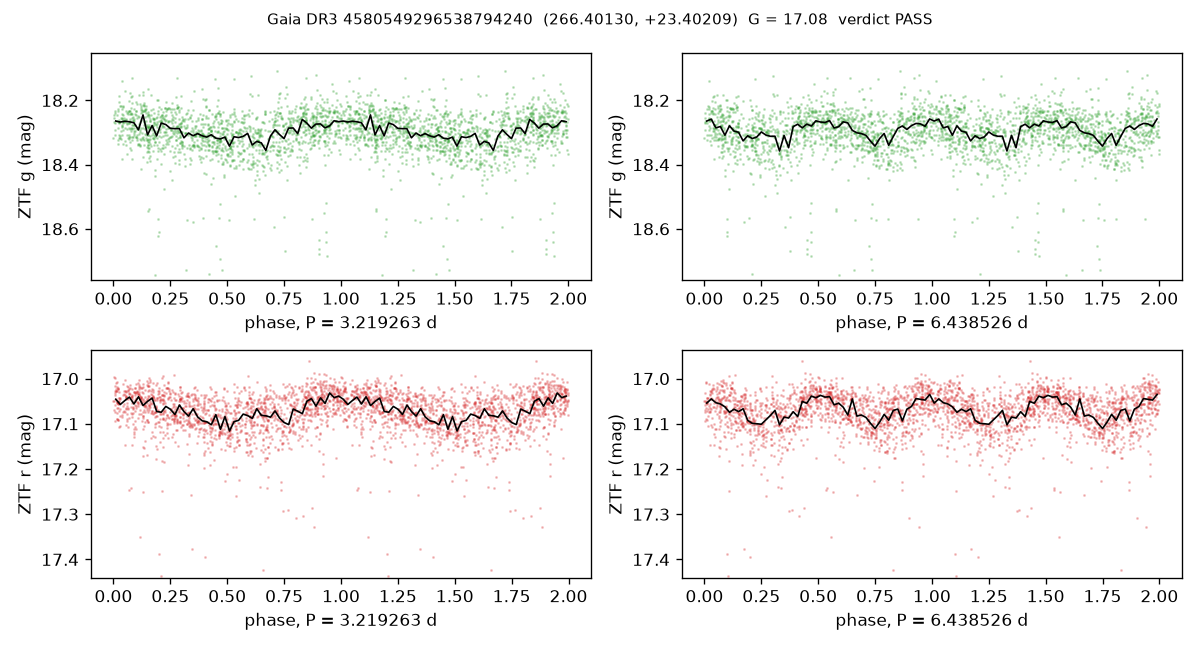 Gaia DR3 4580549296538794240 (266.40130, +23.40209) G = 17.08 verdict PASS
ZTF g (mag)
18.2
18.4
18.6
0.00 0.25 0.50 0.75 1.00 1.25 1.50 1.75 2.00
phase, P = 3.219263 d
ZTF g (mag)
18.2
18.4
18.6
0.00 0.25 0.50 0.75 1.00 1.25 1.50 1.75 2.00
phase, P = 6.438526 d
ZTF r (mag)
17.0
17.1
17.2
17.3
17.4
0.00 0.25 0.50 0.75 1.00 1.25 1.50 1.75 2.00
phase, P = 3.219263 d
ZTF r (mag)
17.0
17.1
17.2
17.3
17.4
0.00 0.25 0.50 0.75 1.00 1.25 1.50 1.75 2.00
phase, P = 6.438526 d